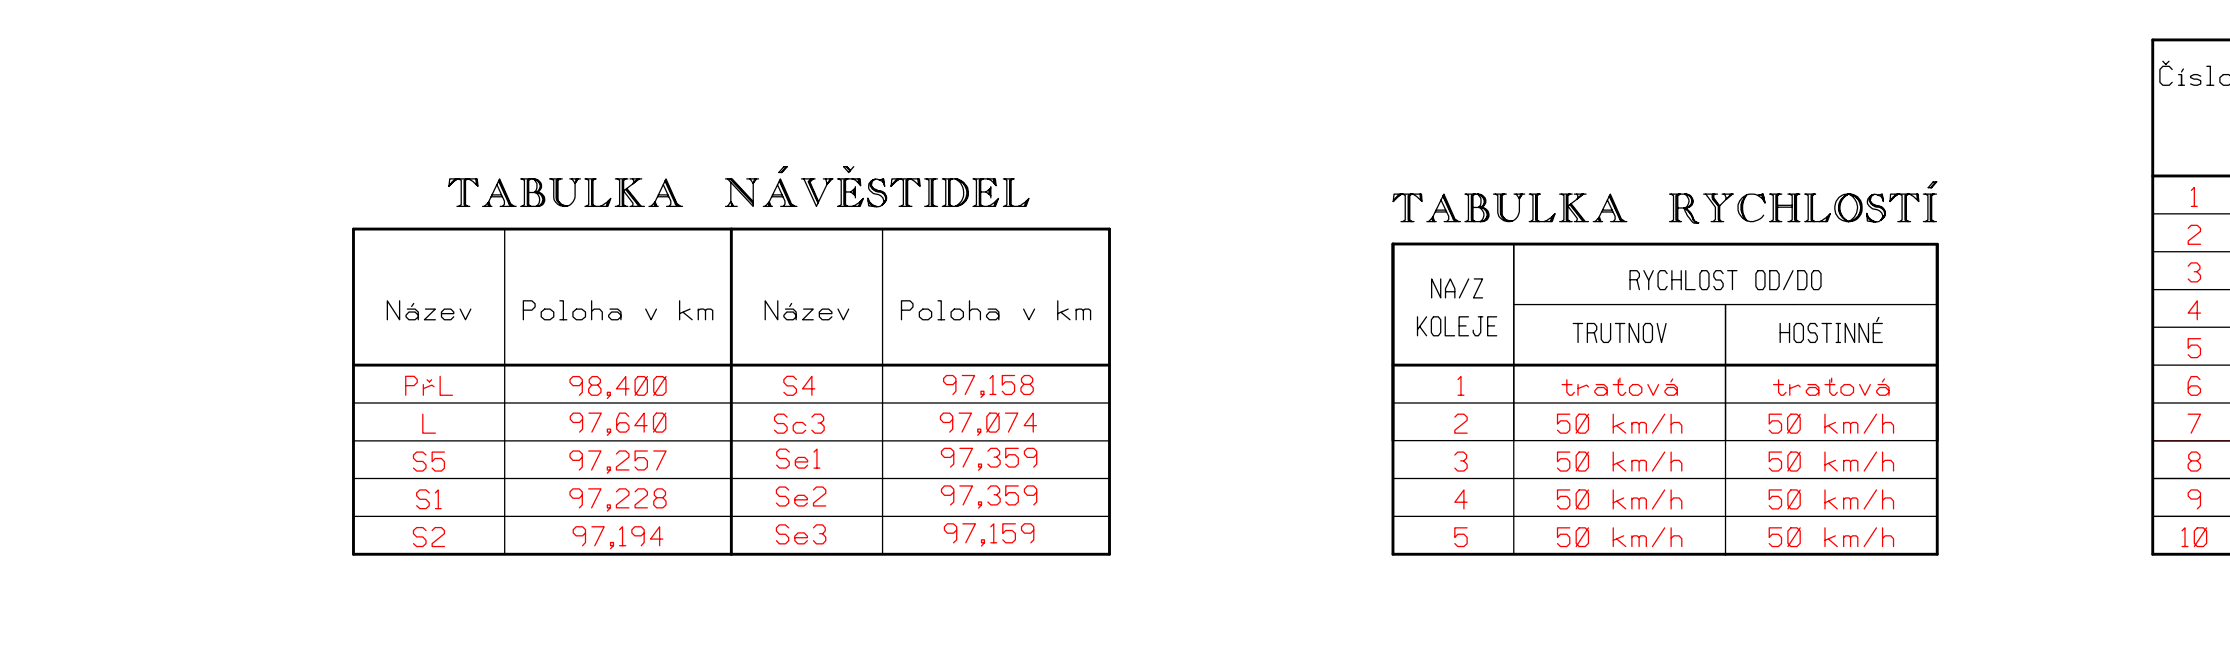 TABULKA NÁVĚSTIDEL
Název Poloha v km Název Poloha v km
PřL 98,400 S4 97,158
L 97,640 Sc3 97,074
S5 97,257 Se1 97,359
S1 97,228 Se2 97,359
S2 97,194 Se3 97,159
TABULKA RYCHLOSTÍ
NA/Z KOLEJE
RYCHLOST OD/DO
TRUTNOV HOSTINNÉ
1 traťová traťová
2 50 km/h 50 km/h
3 50 km/h 50 km/h
4 50 km/h 50 km/h
5 50 km/h 50 km/h
Číslo
1
2
3
4
5
6
7
8
9
10